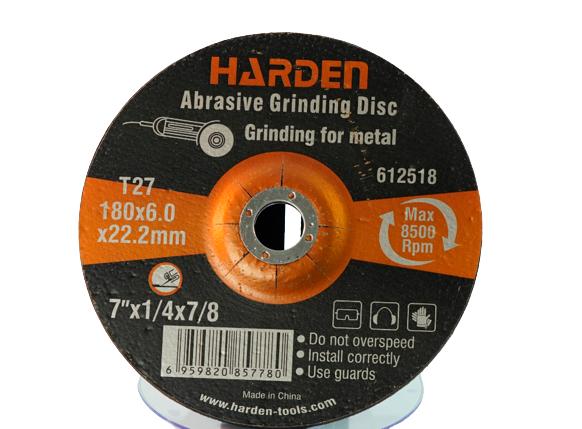 HARDEN
Abrasive Grinding Disc
Grinding for metal
612518
T27
180x6.0
x22.2mm
Max
8500
Rpm
7"x1/4x7/8
• Do not overspeed
• Install correctly
• Use guards
6 959820 857780
Made in China
www.harden-tools.com